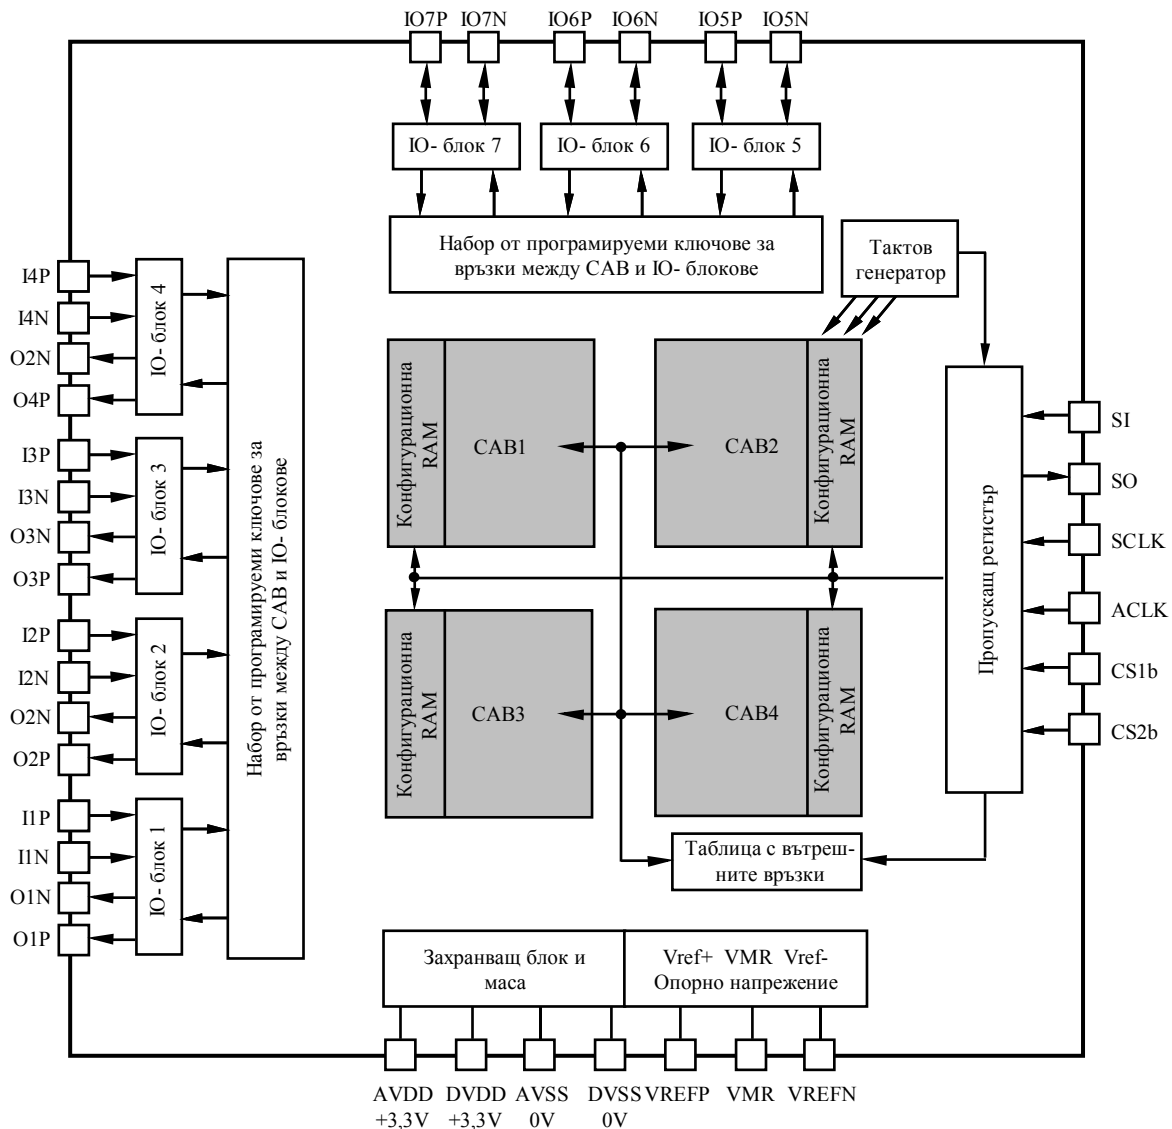 IO7P IO7N IO6P IO6N IO5P IO5N
IO- блок 7
IO- блок 6
IO- блок 5
Набор от програмируеми ключове за
връзки между CAB и IO- блокове
Тактов
генератор
I4P
I4N
O2N
O4P
IO- блок 4
I3P
I3N
O3N
O3P
IO- блок 3
I2P
I2N
O2N
O2P
IO- блок 2
I1P
I1N
O1N
O1P
IO- блок 1
Набор от програмируеми ключове за
връзки между CAB и IO- блокове
Конфигурационна
RAM
CAB1
CAB2
Конфигурационна
RAM
Конфигурационна
RAM
CAB3
CAB4
Конфигурационна
RAM
Пропускащ регистър
SI
SO
SCLK
ACLK
CS1b
CS2b
Таблица с вътреш-
ните връзки
Захранващ блок и
маса
Vref+ VMR Vref-
Опорно напрежение
AVDD DVDD AVSS DVSS VREFP VMR VREFN
+3,3V +3,3V 0V 0V